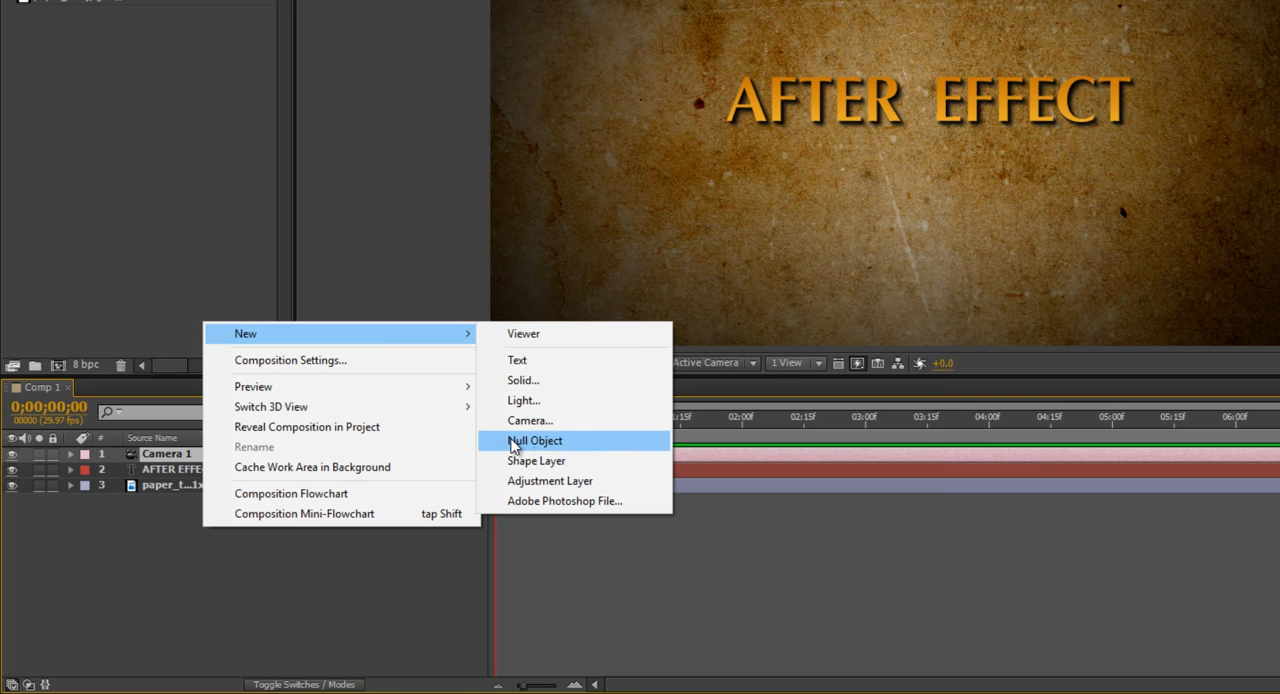 AFTER EFFECT
8 bpc
Active Camera
1 View
+0.0
Comp 1 ×
0;00;00;00
00000 (29.97 fps)
# Source Name
1 Camera 1
2 AFTER EFFE
3 paper_t...1x
:15f 02:00f 02:15f 03:00f 03:15f 04:00f 04:15f 05:00f 05:15f 06:00f
New
Composition Settings...
Preview
Switch 3D View
Reveal Composition in Project
Rename
Cache Work Area in Background
Composition Flowchart
Composition Mini-Flowchart tap Shift
Viewer
Text
Solid...
Light...
Camera...
Null Object
Shape Layer
Adjustment Layer
Adobe Photoshop File...
Toggle Switches / Modes